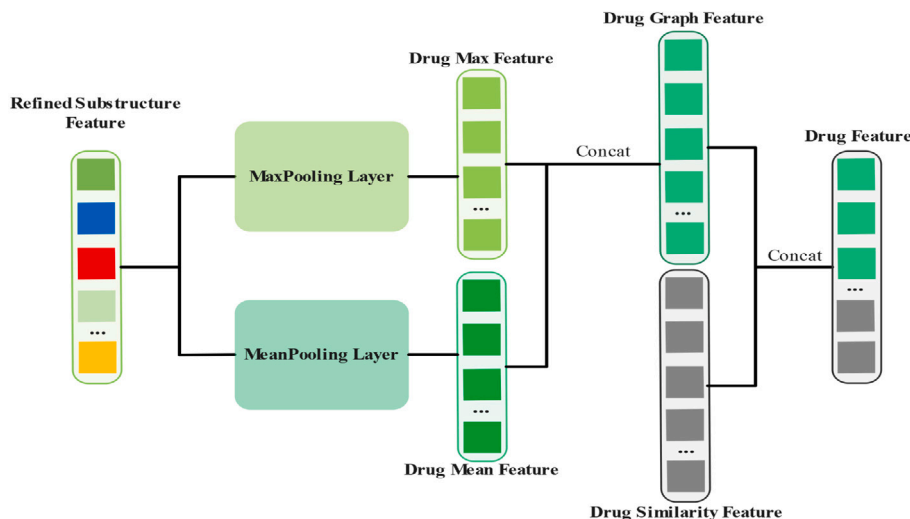 Refined Substructure
Feature
...
MaxPooling Layer
MeanPooling Layer
Drug Max Feature
...
...
Drug Mean Feature
Concat
Drug Graph Feature
...
...
Drug Similarity Feature
Concat
Drug Feature
...